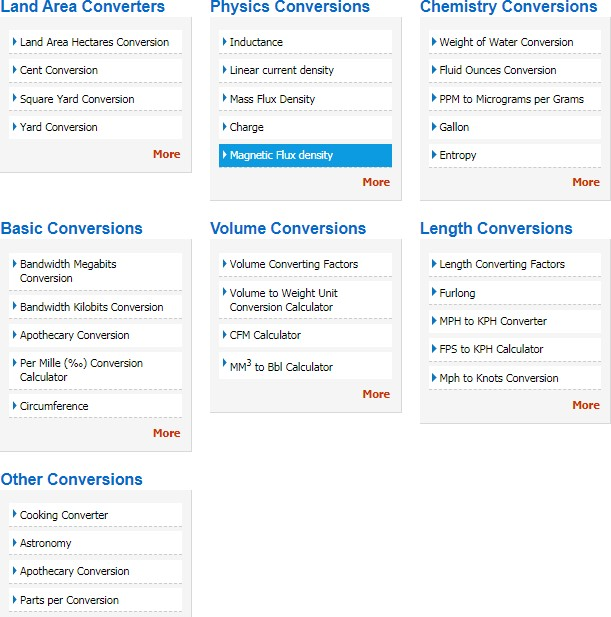 Land Area Converters
Land Area Hectares Conversion
Cent Conversion
Square Yard Conversion
Yard Conversion
More
Physics Conversions
Inductance
Linear current density
Mass Flux Density
Charge
Magnetic Flux density
More
Chemistry Conversions
Weight of Water Conversion
Fluid Ounces Conversion
PPM to Micrograms per Grams
Gallon
Entropy
More
Basic Conversions
Bandwidth Megabits
Conversion
Bandwidth Kilobits Conversion
Apothecary Conversion
Per Mille (‰) Conversion
Calculator
Circumference
More
Volume Conversions
Volume Converting Factors
Volume to Weight Unit
Conversion Calculator
CFM Calculator
MM³ to Bbl Calculator
More
Length Conversions
Length Converting Factors
Furlong
MPH to KPH Converter
FPS to KPH Calculator
Mph to Knots Conversion
More
Other Conversions
Cooking Converter
Astronomy
Apothecary Conversion
Parts per Conversion